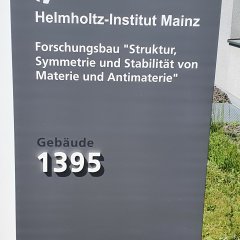 Helmholtz-Institut Mainz
Forschungsbau "Struktur,
Symmetrie und Stabilität von
Materie und Antimaterie"
Gebäude
1395